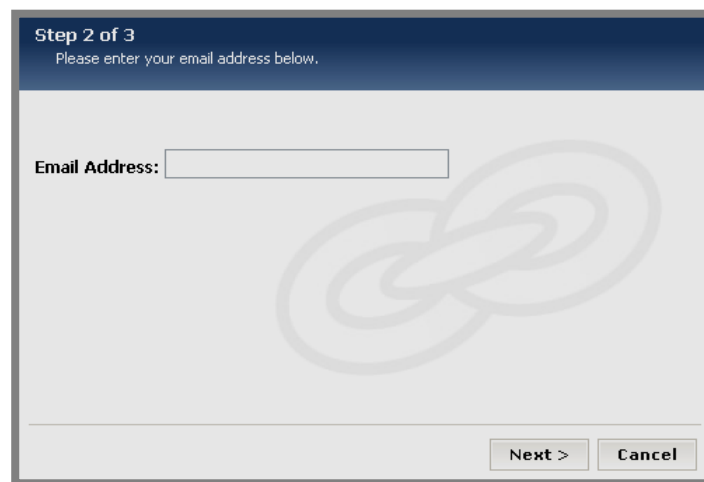 Step 2 of 3
Please enter your email address below.
Email Address:
Next > Cancel